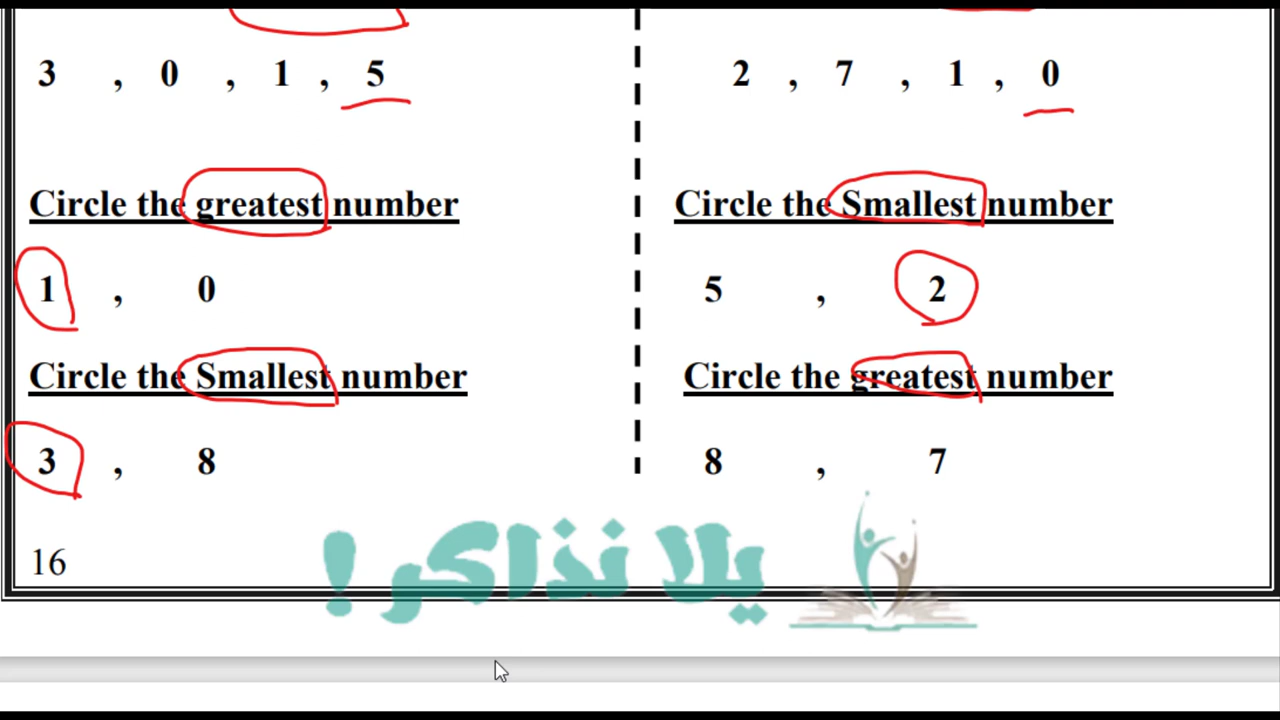 3 , 0 , 1 , 5
2 , 7 , 1 , 0
Circle the greatest number
1 , 0
Circle the Smallest number
3 , 8
Circle the Smallest number
5 , 2
Circle the greatest number
8 , 7
16
يلا نذاكر !